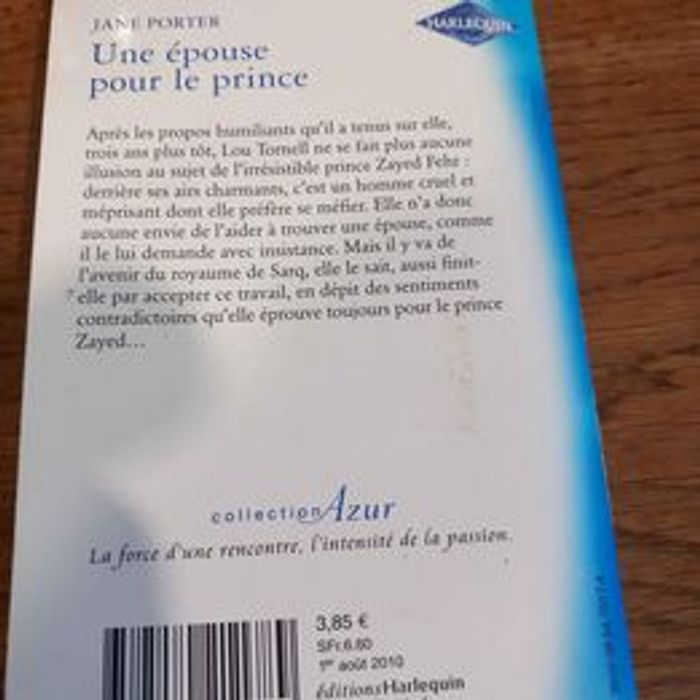 JANE PORTER
HARLEQUIN
Une épouse
pour le prince
Après les propos humiliants qu'il a tenus sur elle,
trois ans plus tôt, Lou Tornell ne se fait plus aucune
illusion au sujet de l'irrésistible prince Zayed Fehr :
derrière ses airs charmants, c'est un homme cruel et
méprisant dont elle préfère se méfier. Elle n'a donc
aucune envie de l'aider à trouver une épouse, comme
il le lui demande avec insistance. Mais il y va de
l'avenir du royaume de Sarq, elle le sait, aussi finit-
elle par accepter ce travail, en dépit des sentiments
contradictoires qu'elle éprouve toujours pour le prince
Zayed...
collection Azur
La force d'une rencontre, l'intensité de la passion.
3,85 €
SFr.6.60
1er août 2010
éditionsHarlequin